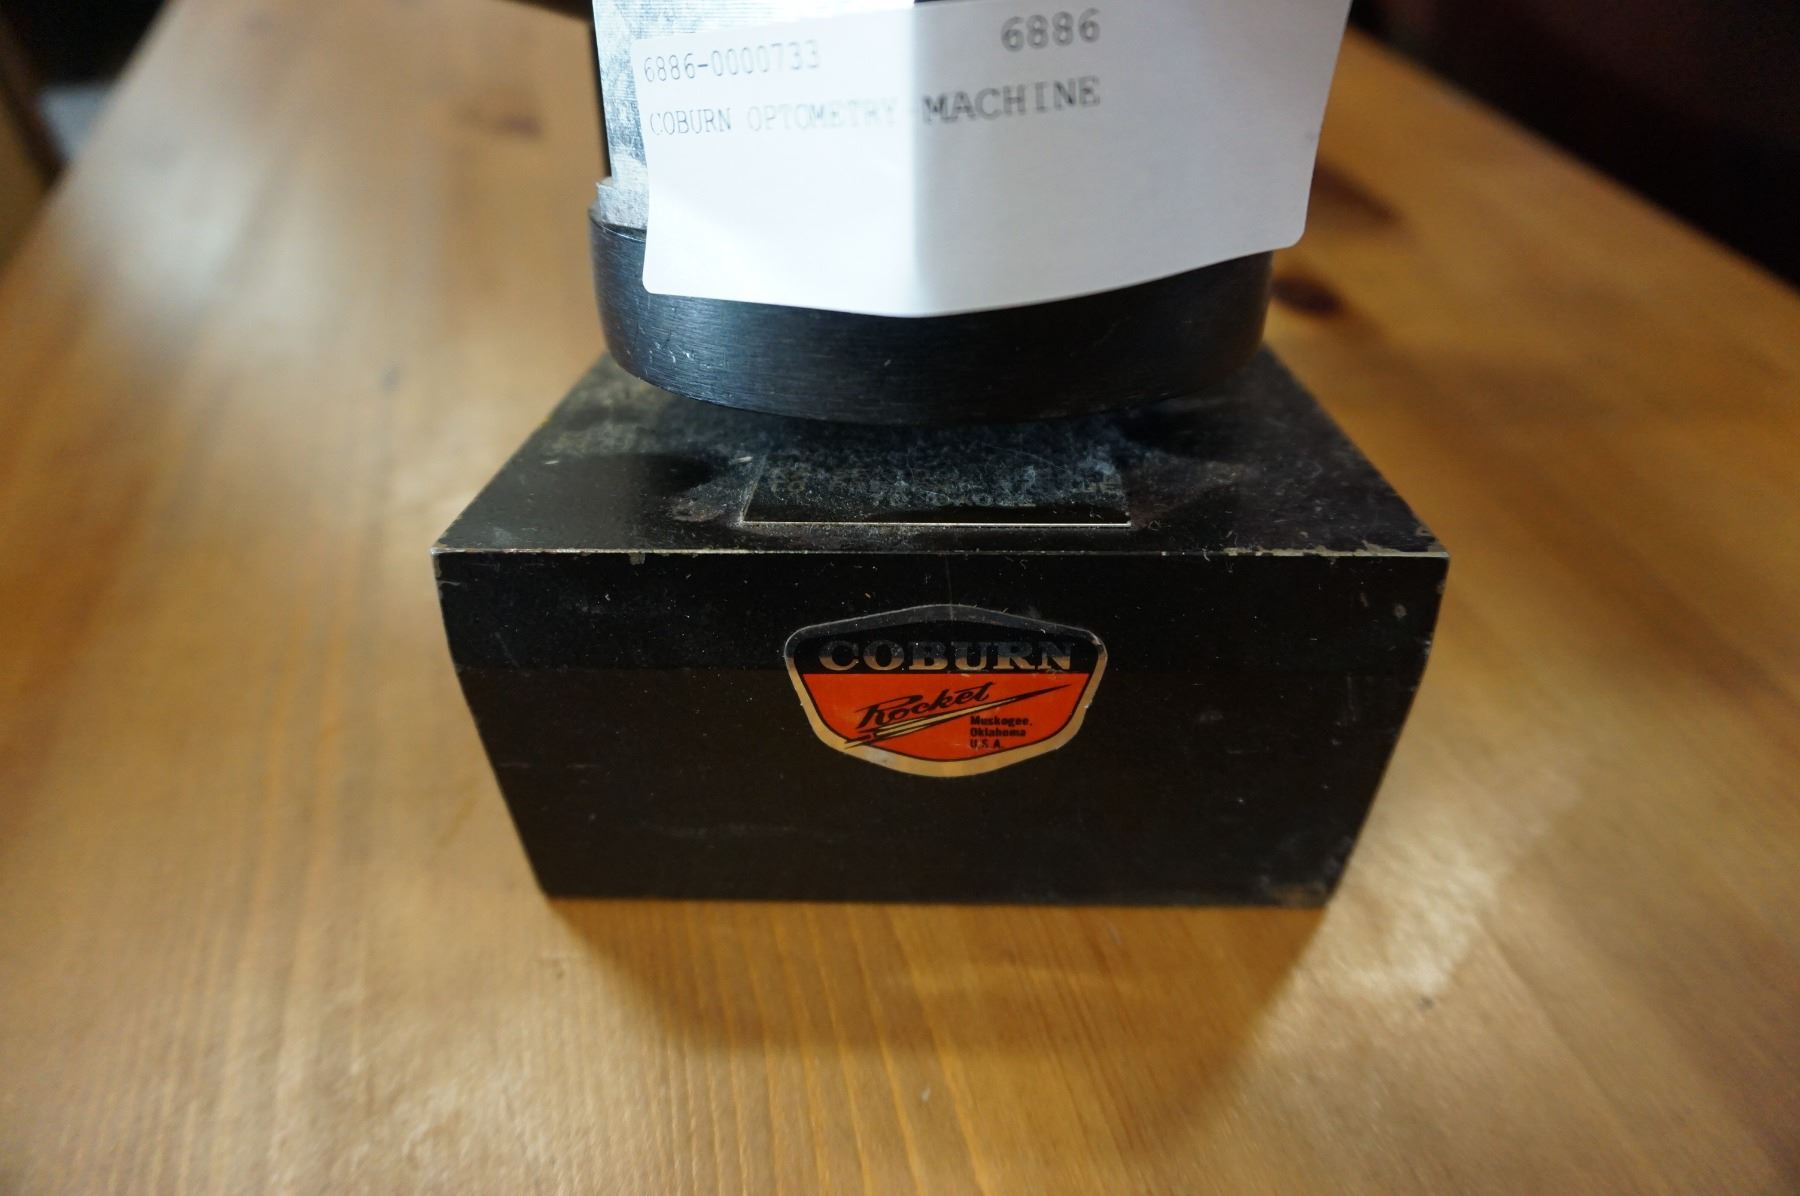 6886-0000733 6886
COBURN OPTOMETRY MACHINE
COBURN
Rocket
Muskogee,
Oklahoma
U.S.A.